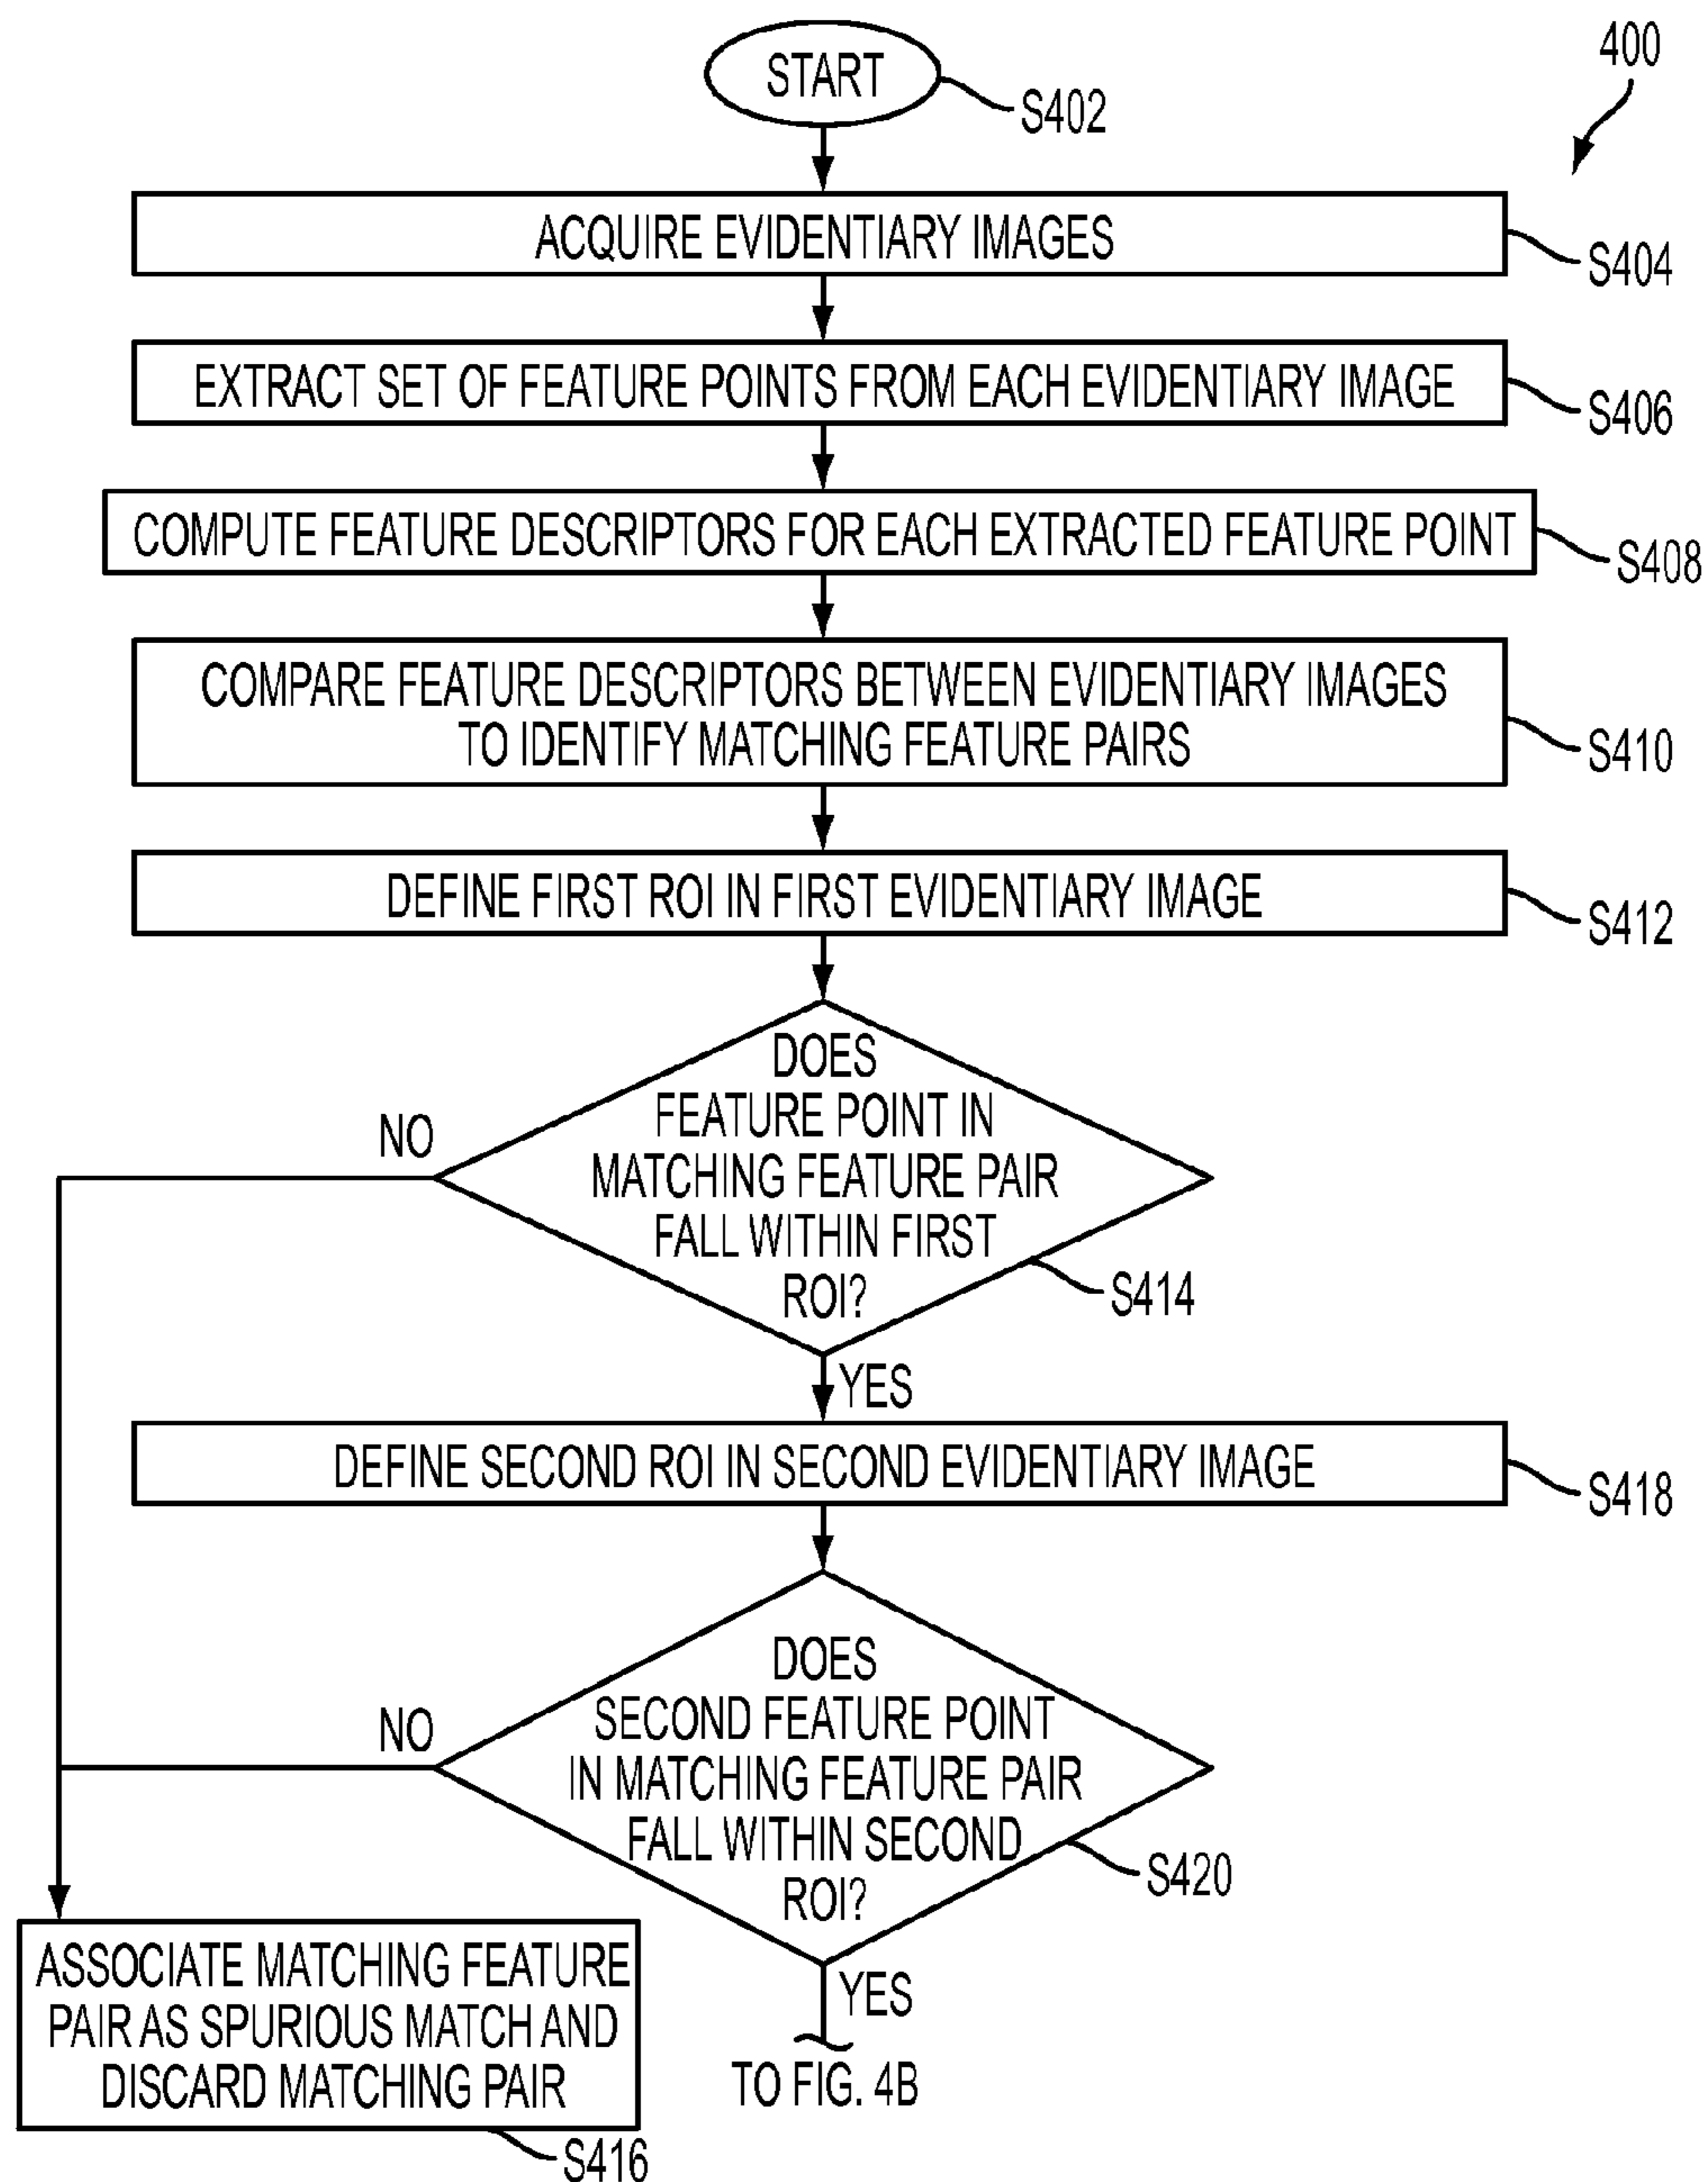 400
START
S402
ACQUIRE EVIDENTIARY IMAGES
S404
EXTRACT SET OF FEATURE POINTS FROM EACH EVIDENTIARY IMAGE
S406
COMPUTE FEATURE DESCRIPTORS FOR EACH EXTRACTED FEATURE POINT
S408
COMPARE FEATURE DESCRIPTORS BETWEEN EVIDENTIARY IMAGES
TO IDENTIFY MATCHING FEATURE PAIRS
S410
DEFINE FIRST ROI IN FIRST EVIDENTIARY IMAGE
S412
DOES
FEATURE POINT IN
MATCHING FEATURE PAIR
FALL WITHIN FIRST
ROI?
S414
NO
YES
DEFINE SECOND ROI IN SECOND EVIDENTIARY IMAGE
S418
DOES
SECOND FEATURE POINT
IN MATCHING FEATURE PAIR
FALL WITHIN SECOND
ROI?
S420
NO
YES
TO FIG. 4B
ASSOCIATE MATCHING FEATURE
PAIR AS SPURIOUS MATCH AND
DISCARD MATCHING PAIR
S416